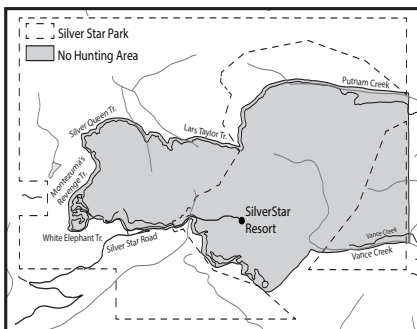 Silver Star Park
No Hunting Area
Putnam Creek
Silver Queen Tr.
Lars Taylor Tr.
Montezuma's
Revenge Tr.
SilverStar
Resort
White Elephant Tr.
Silver Star Road
Vance Creek
Vance Creek